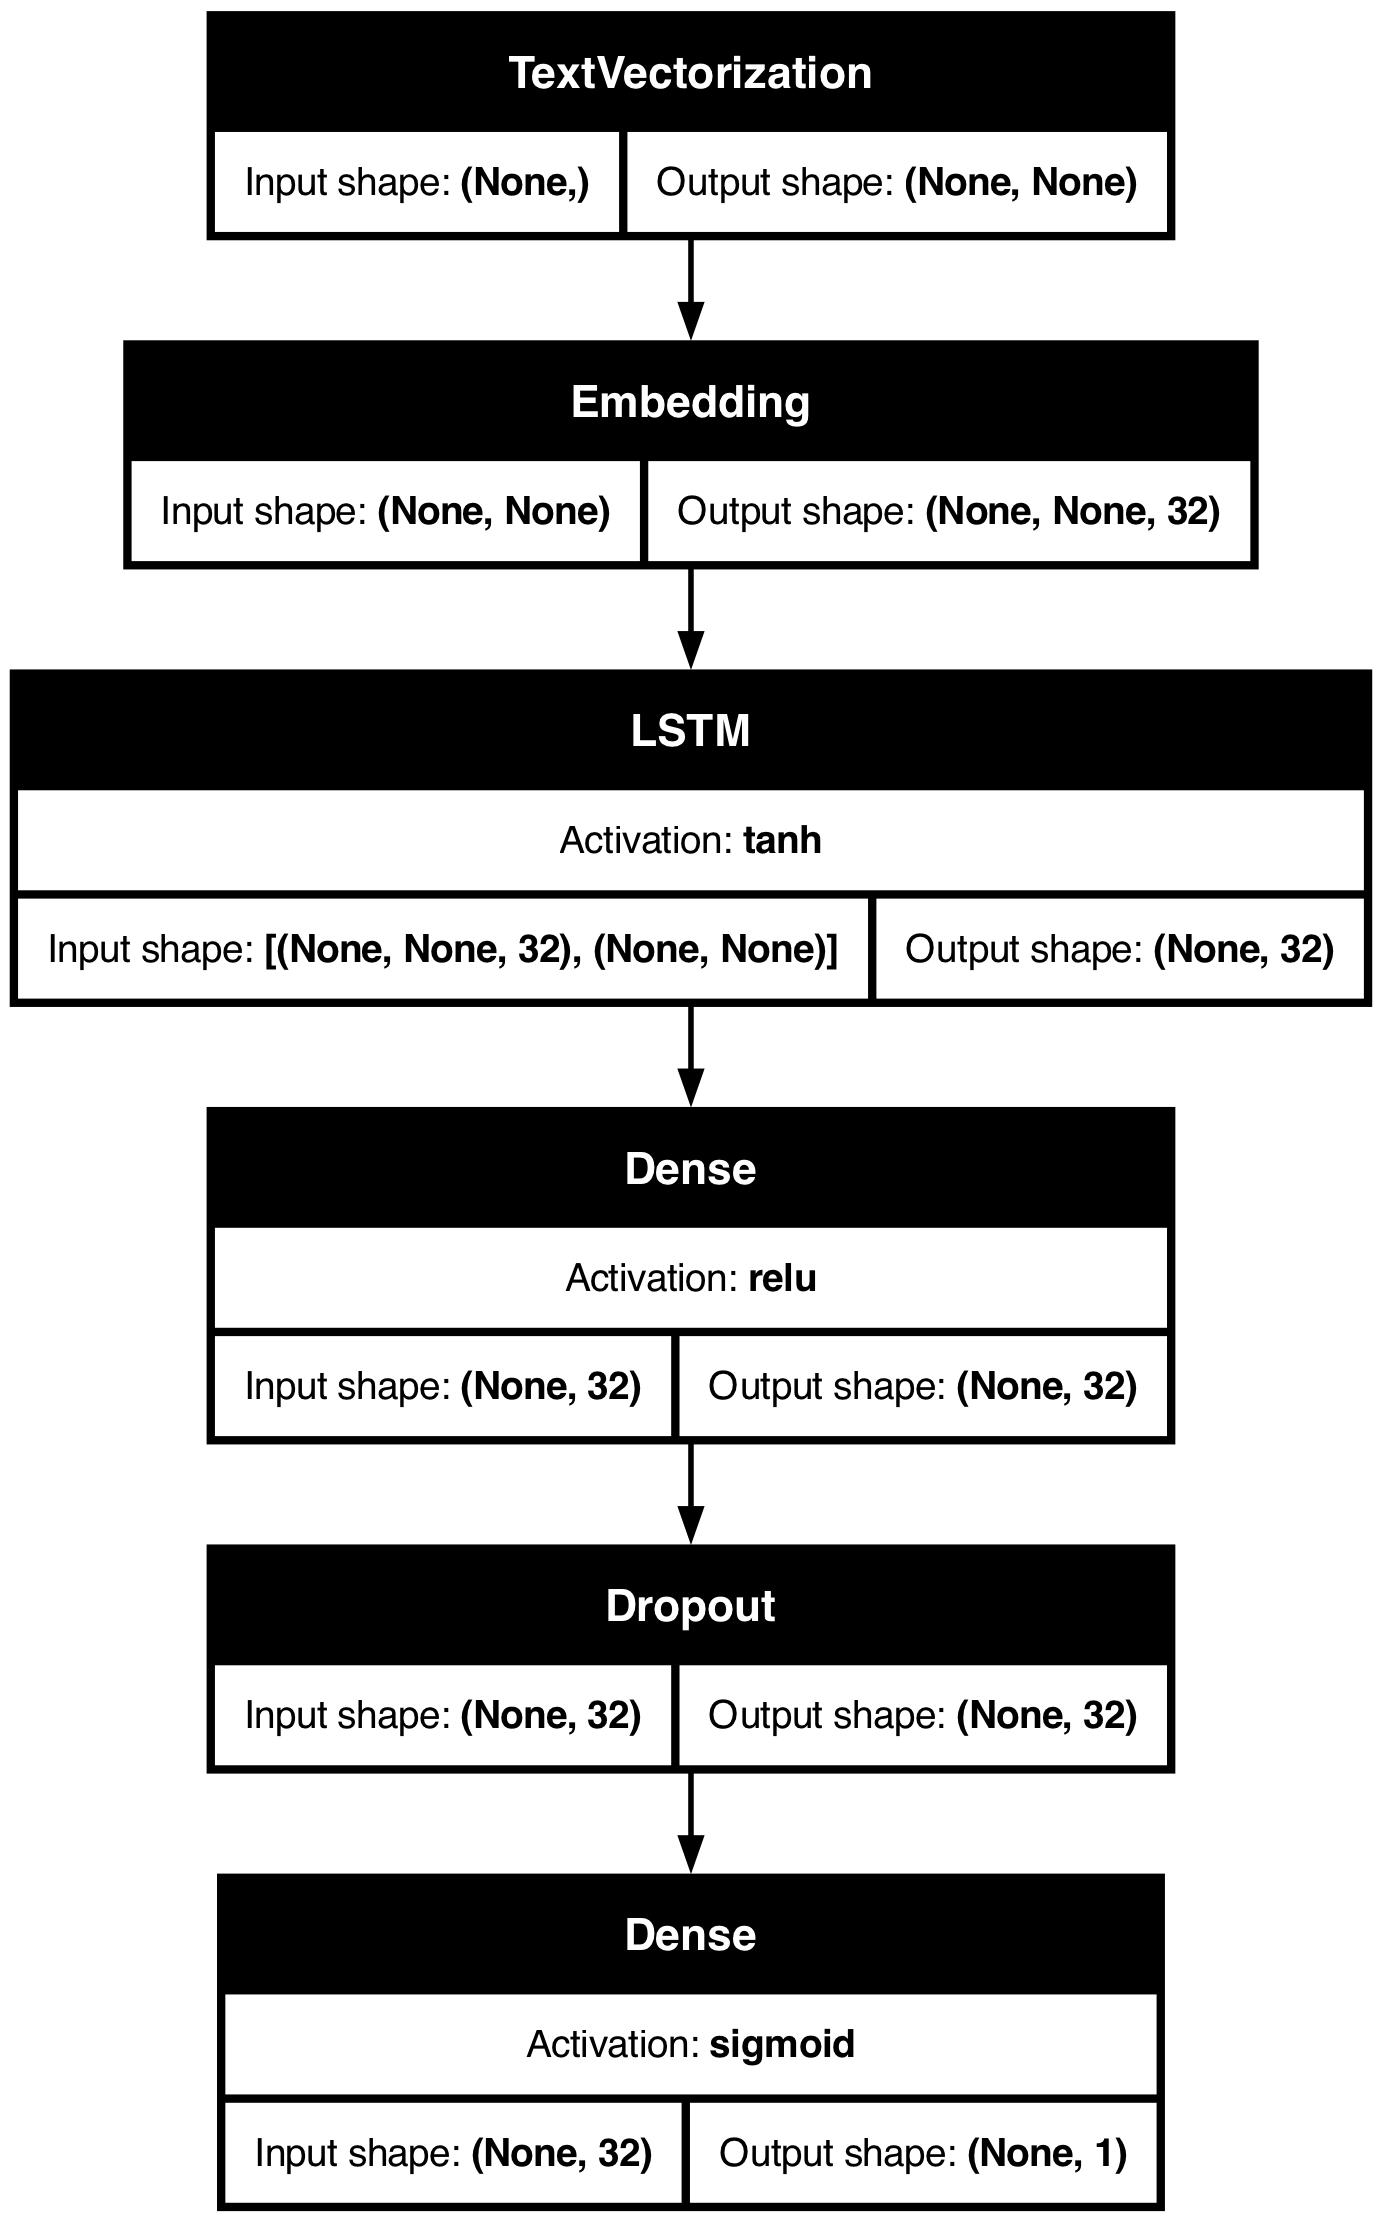 TextVectorization
Input shape: (None,) Output shape: (None, None)
Embedding
Input shape: (None, None) Output shape: (None, None, 32)
LSTM
Activation: tanh
Input shape: [(None, None, 32), (None, None)] Output shape: (None, 32)
Dense
Activation: relu
Input shape: (None, 32) Output shape: (None, 32)
Dropout
Input shape: (None, 32) Output shape: (None, 32)
Dense
Activation: sigmoid
Input shape: (None, 32) Output shape: (None, 1)